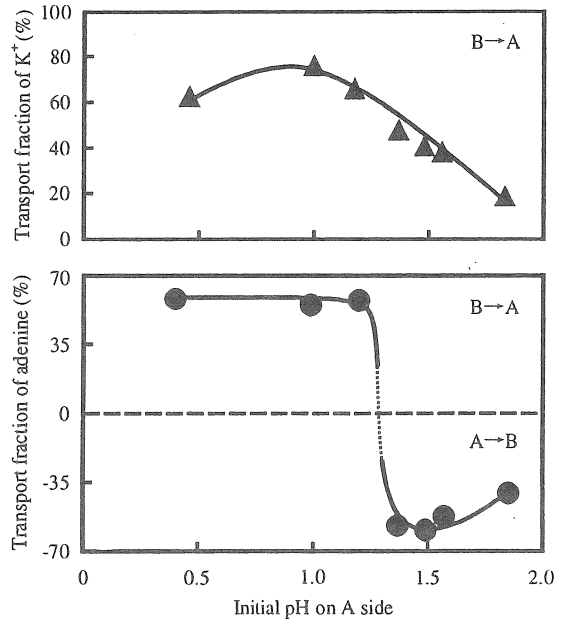 Transport fraction of K⁺ (%)
100
80
60
40
20
0
B→A
Transport fraction of adenine (%)
70
35
0
-35
-70
B→A
A→B
0 0.5 1.0 1.5 2.0
Initial pH on A side